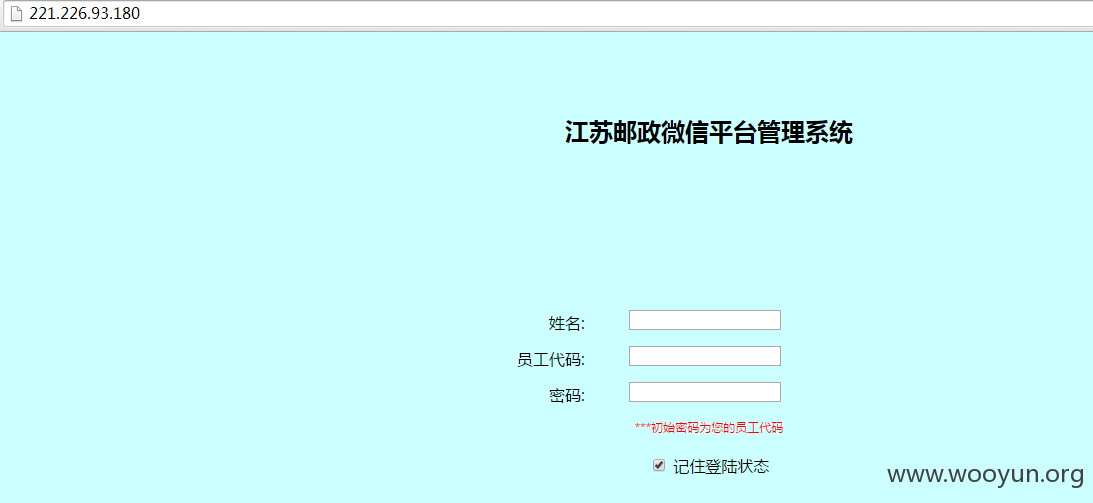 221.226.93.180
江苏邮政微信平台管理系统
姓名:
员工代码:
密码:
***初始密码为您的员工代码
记住登陆状态
www.wooyun.org